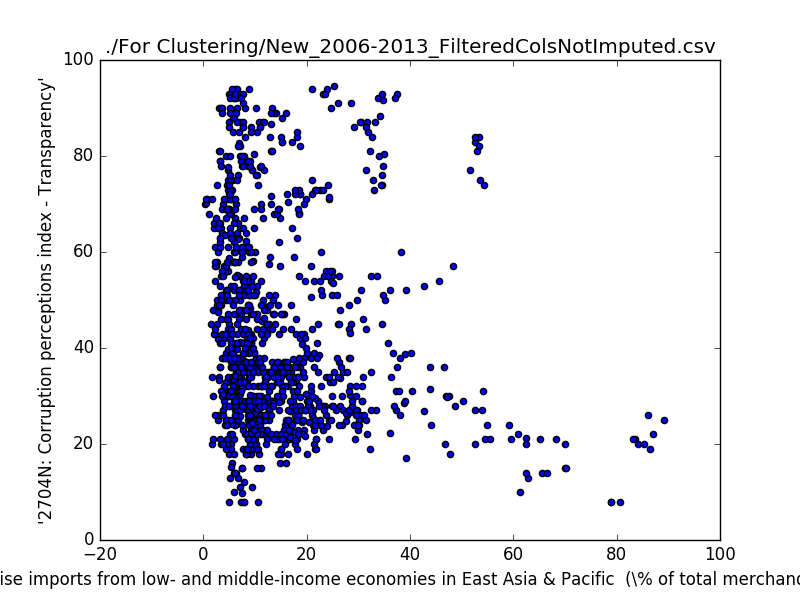 ./For Clustering/New_2006-2013_FilteredColsNotImputed.csv
'2704N: Corruption perceptions index - Transparency'
100
80
60
40
20
0
−20 0 20 40 60 80 100
ise imports from low- and middle-income economies in East Asia & Pacific (\% of total merchan